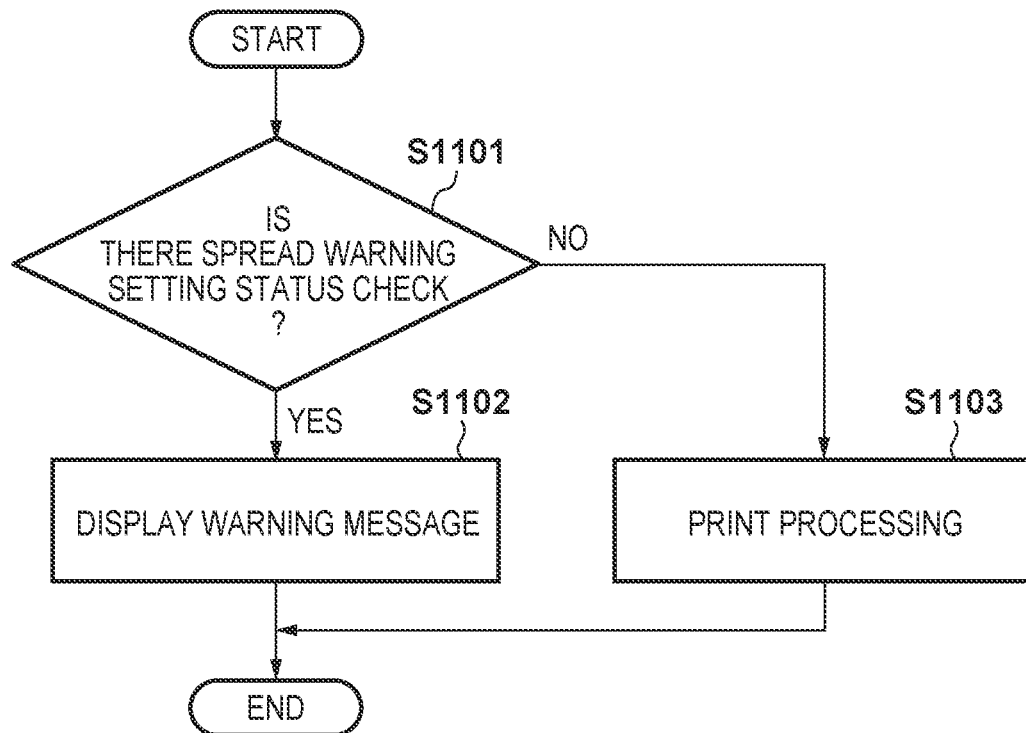 START
S1101
IS
THERE SPREAD WARNING
SETTING STATUS CHECK
?
NO
YES
S1102
S1103
DISPLAY WARNING MESSAGE
PRINT PROCESSING
END